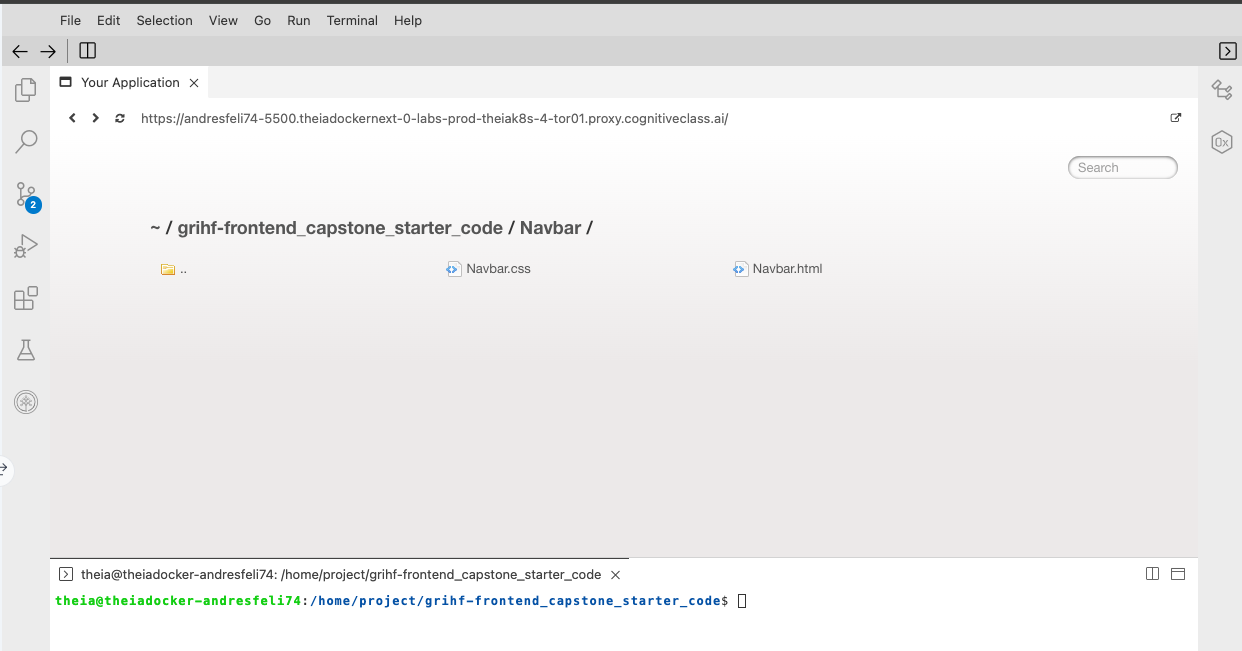 File Edit Selection View Go Run Terminal Help
Your Application
https://andresfeli74-5500.theiadockernext-0-labs-prod-theiak8s-4-tor01.proxy.cognitiveclass.ai/
0x
Search
2
~ / grihf-frontend_capstone_starter_code / Navbar /
.. Navbar.css Navbar.html
theia@theiadocker-andresfeli74: /home/project/grihf-frontend_capstone_starter_code
theia@theiadocker-andresfeli74:/home/project/grihf-frontend_capstone_starter_code$